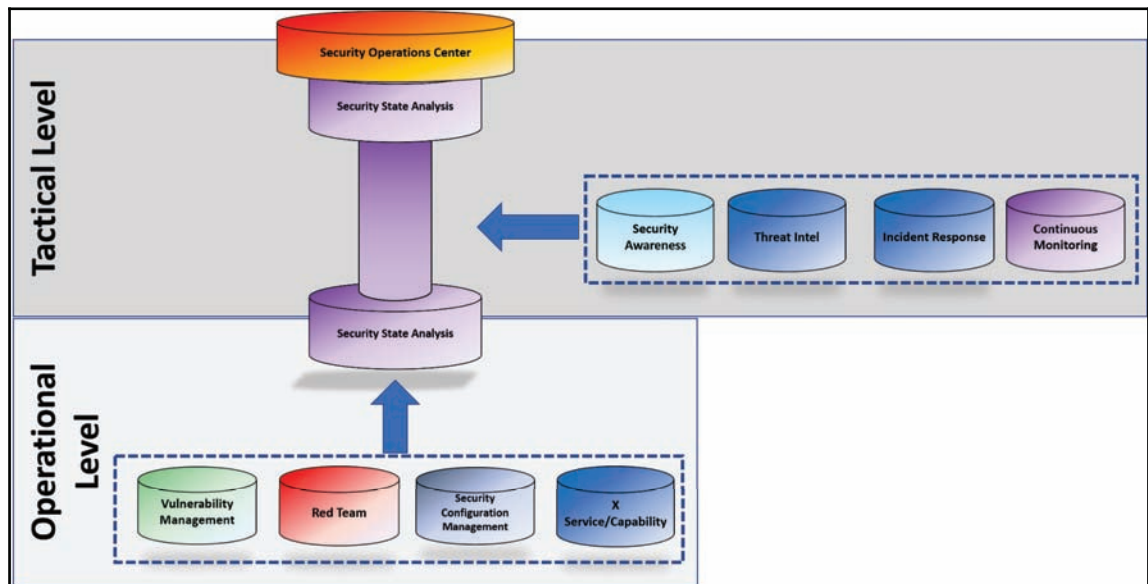 Security Operations Center
Security State Analysis
Tactical Level
Security
Awareness
Threat Intel
Incident Response
Continuous
Monitoring
Security State Analysis
Operational
Level
Vulnerability
Management
Red Team
Security
Configuration
Management
X
Service/Capability